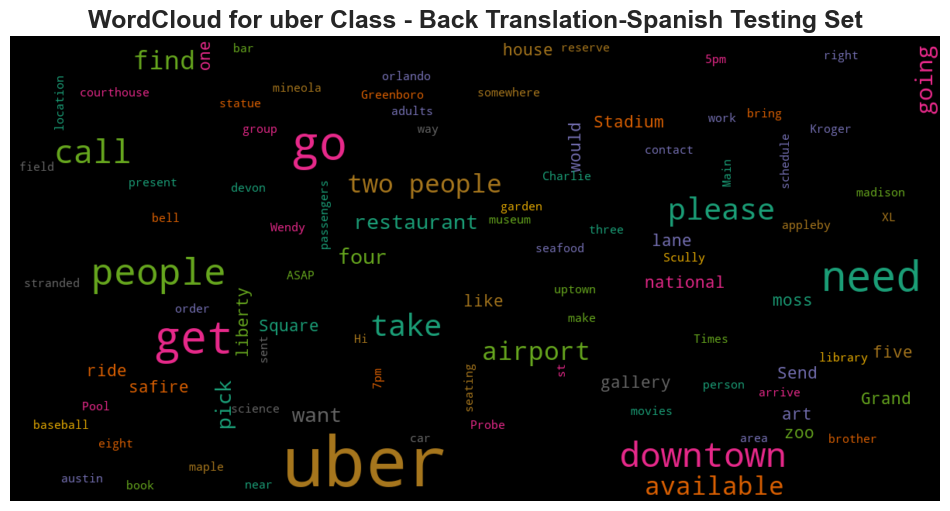 WordCloud for uber Class - Back Translation-Spanish Testing Set
find
one
bar
house
reserve
5pm
right
going
orlando
location
courthouse
mineola
Greenboro
somewhere
statue
adults
Stadium
work
bring
call
group
go
way
would
contact
Kroger
field
present
devon
two people
Charlie
Main
schedule
madison
passengers
garden
please
bell
Wendy
restaurant
museum
three
appleby
XL
lane
seafood
four
Scully
people
ASAP
national
need
stranded
uptown
like
moss
order
liberty
Square
take
make
get
sent
Hi
airport
Times
library
five
ride
safire
7pm
seating
st
gallery
person
Send
arrive
Grand
Pool
pick
science
want
movies
art
baseball
Probe
zoo
eight
car
area
brother
uber
downtown
maple
austin
book
near
available